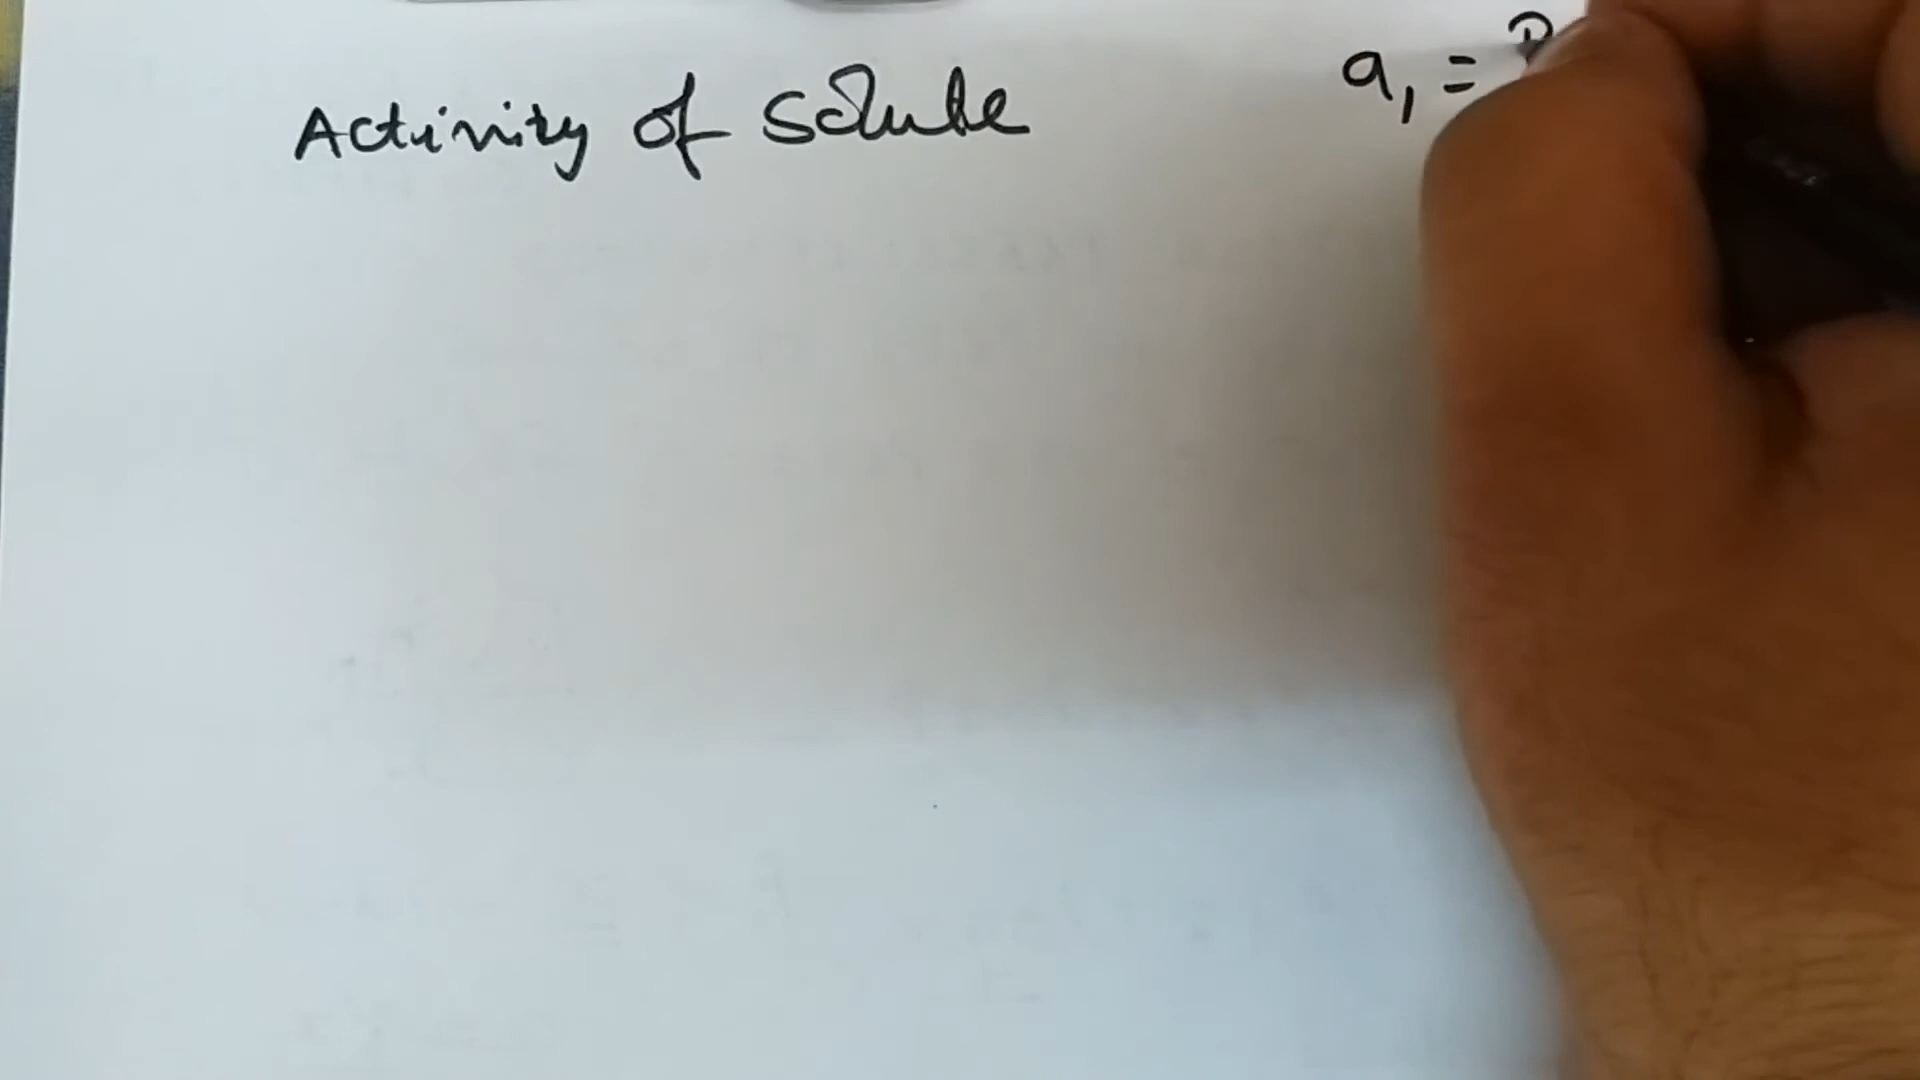 Activity of Solute
a₁ = P